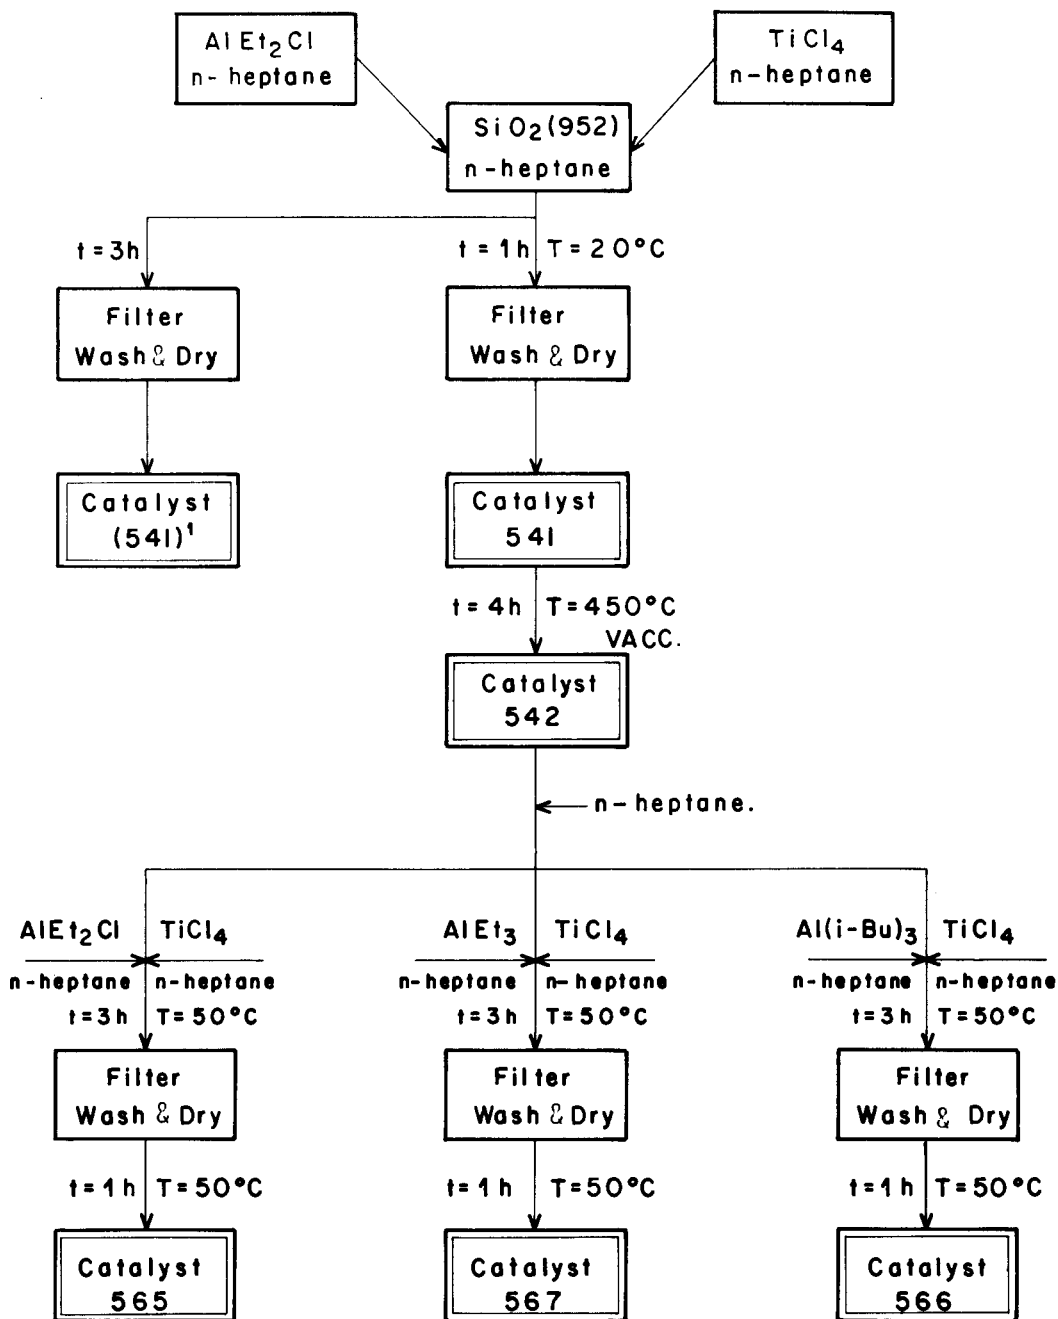 AlEt₂Cl
n-heptane
TiCl₄
n-heptane
SiO₂(952)
n-heptane
t=3h
t=1h T=20°C
Filter
Wash & Dry
Filter
Wash & Dry
Catalyst
(541)¹
Catalyst
541
t=4h T=450°C
VACC.
Catalyst
542
n-heptane.
AlEt₂Cl TiCl₄
n-heptane n-heptane
t=3h T=50°C
AlEt₃ TiCl₄
n-heptane n-heptane
t=3h T=50°C
Al(i-Bu)₃ TiCl₄
n-heptane n-heptane
t=3h T=50°C
Filter
Wash & Dry
Filter
Wash & Dry
Filter
Wash & Dry
t=1h T=50°C
t=1h T=50°C
t=1h T=50°C
Catalyst
565
Catalyst
567
Catalyst
566